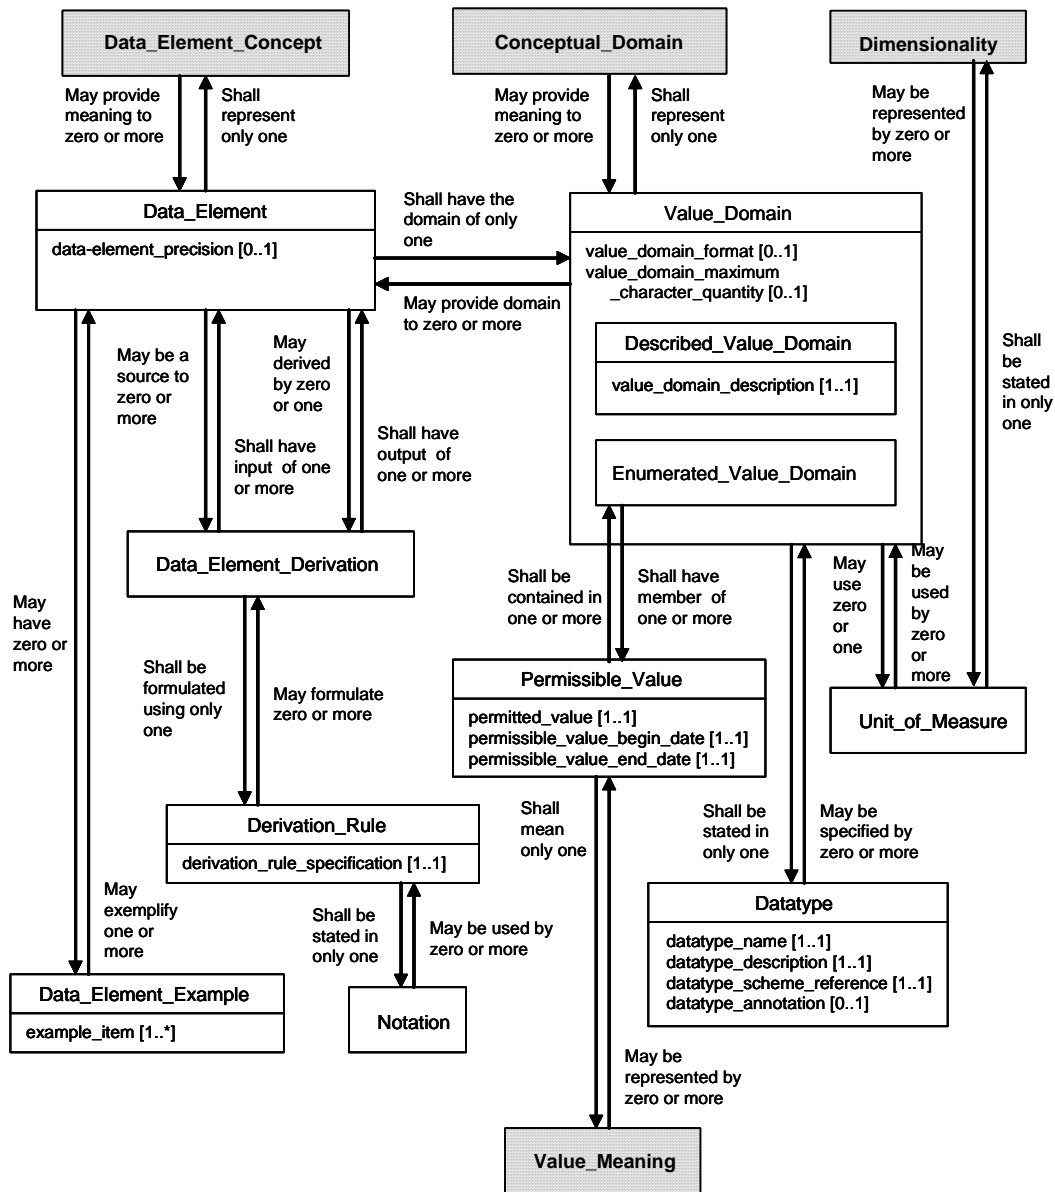 Data_Element_Concept
Conceptual_Domain
Dimensionality
May provide
meaning to
zero or more
Shall
represent
only one
May provide
meaning to
zero or more
Shall
represent
only one
May be
represented
by zero or
more
Data_Element
data-element_precision [0..1]
Shall have the
domain of only
one
May provide domain
to zero or more
Value_Domain
value_domain_format [0..1]
value_domain_maximum
_character_quantity [0..1]
Described_Value_Domain
value_domain_description [1..1]
Enumerated_Value_Domain
Shall
be
stated
in only
one
May be a
source to
zero or
more
May
derived
by zero
or one
Shall have
input of one
or more
Shall have
output of
one or more
Data_Element_Derivation
Shall be
contained in
one or more
Shall have
member of
one or more
May
use
zero
or
one
May
be
used
by
zero
or
more
May
have
zero or
more
Shall be
formulated
using only
one
May formulate
zero or more
Permissible_Value
permitted_value [1..1]
permissible_value_begin_date [1..1]
permissible_value_end_date [1..1]
Unit_of_Measure
Derivation_Rule
derivation_rule_specification [1..1]
Shall
mean
only one
Shall be
stated in
only one
May be
specified by
zero or more
May
exemplify
one or
more
Shall be
stated in
only one
May be used by
zero or more
Datatype
datatype_name [1..1]
datatype_description [1..1]
datatype_scheme_reference [1..1]
datatype_annotation [0..1]
Data_Element_Example
example_item [1..*]
Notation
May be
represented by
zero or more
Value_Meaning